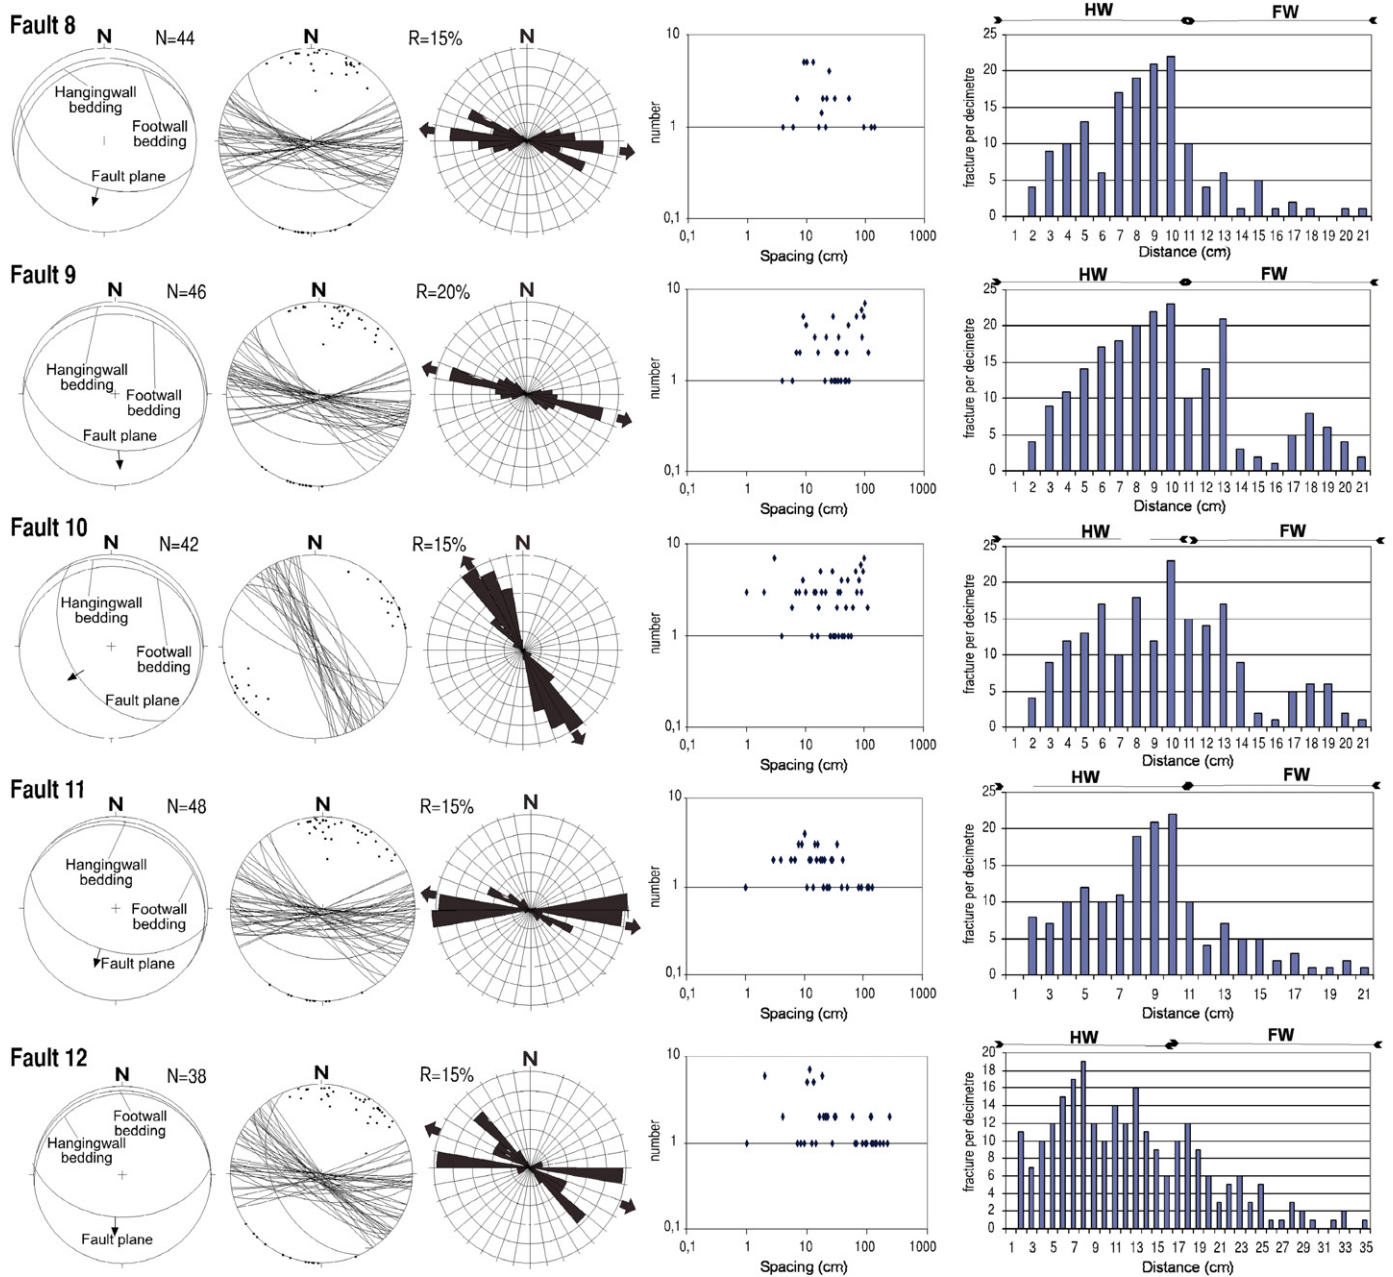 Fault 8
N
N=44
Hangingwall
bedding
Footwall
bedding
Fault plane
R=15%
N
10
number
1
0,1
0,1 1 10 100 1000
Spacing (cm)
HW FW
fracture per decimetre
25
20
15
10
5
0
1 2 3 4 5 6 7 8 9 10 11 12 13 14 15 16 17 18 19 20 21
Distance (cm)
Fault 9
N
N=46
Hangingwall
bedding
Footwall
bedding
Fault plane
N
R=20%
N
10
number
1
0,1
0,1 1 10 100 1000
Spacing (cm)
HW FW
fracture per decimetre
25
20
15
10
5
0
1 2 3 4 5 6 7 8 9 10 11 12 13 14 15 16 17 18 19 20 21
Distance (cm)
Fault 10
N
N=42
Hangingwall
bedding
Footwall
bedding
Fault plane
N
R=15%
N
10
number
1
0,1
0,1 1 10 100 1000
Spacing (cm)
HW FW
fracture per decimetre
25
20
15
10
5
0
1 2 3 4 5 6 7 8 9 10 11 12 13 14 15 16 17 18 19 20 21
Distance (cm)
Fault 11
N
N=48
Hangingwall
bedding
Footwall
bedding
Fault plane
N
R=15%
N
10
number
1
0,1
0,1 1 10 100 1000
Spacing (cm)
HW FW
fracture per decimetre
25
20
15
10
5
0
1 3 5 7 9 11 13 15 17 19 21
Distance (cm)
Fault 12
N
N=38
Footwall
bedding
Hangingwall
bedding
Fault plane
N
R=15%
N
10
number
1
0,1
0,1 1 10 100 1000
Spacing (cm)
HW FW
fracture per decimetre
20
18
16
14
12
10
8
6
4
2
0
1 3 5 7 9 11 13 15 17 19 21 23 25 27 29 31 33 35
Distance (cm)